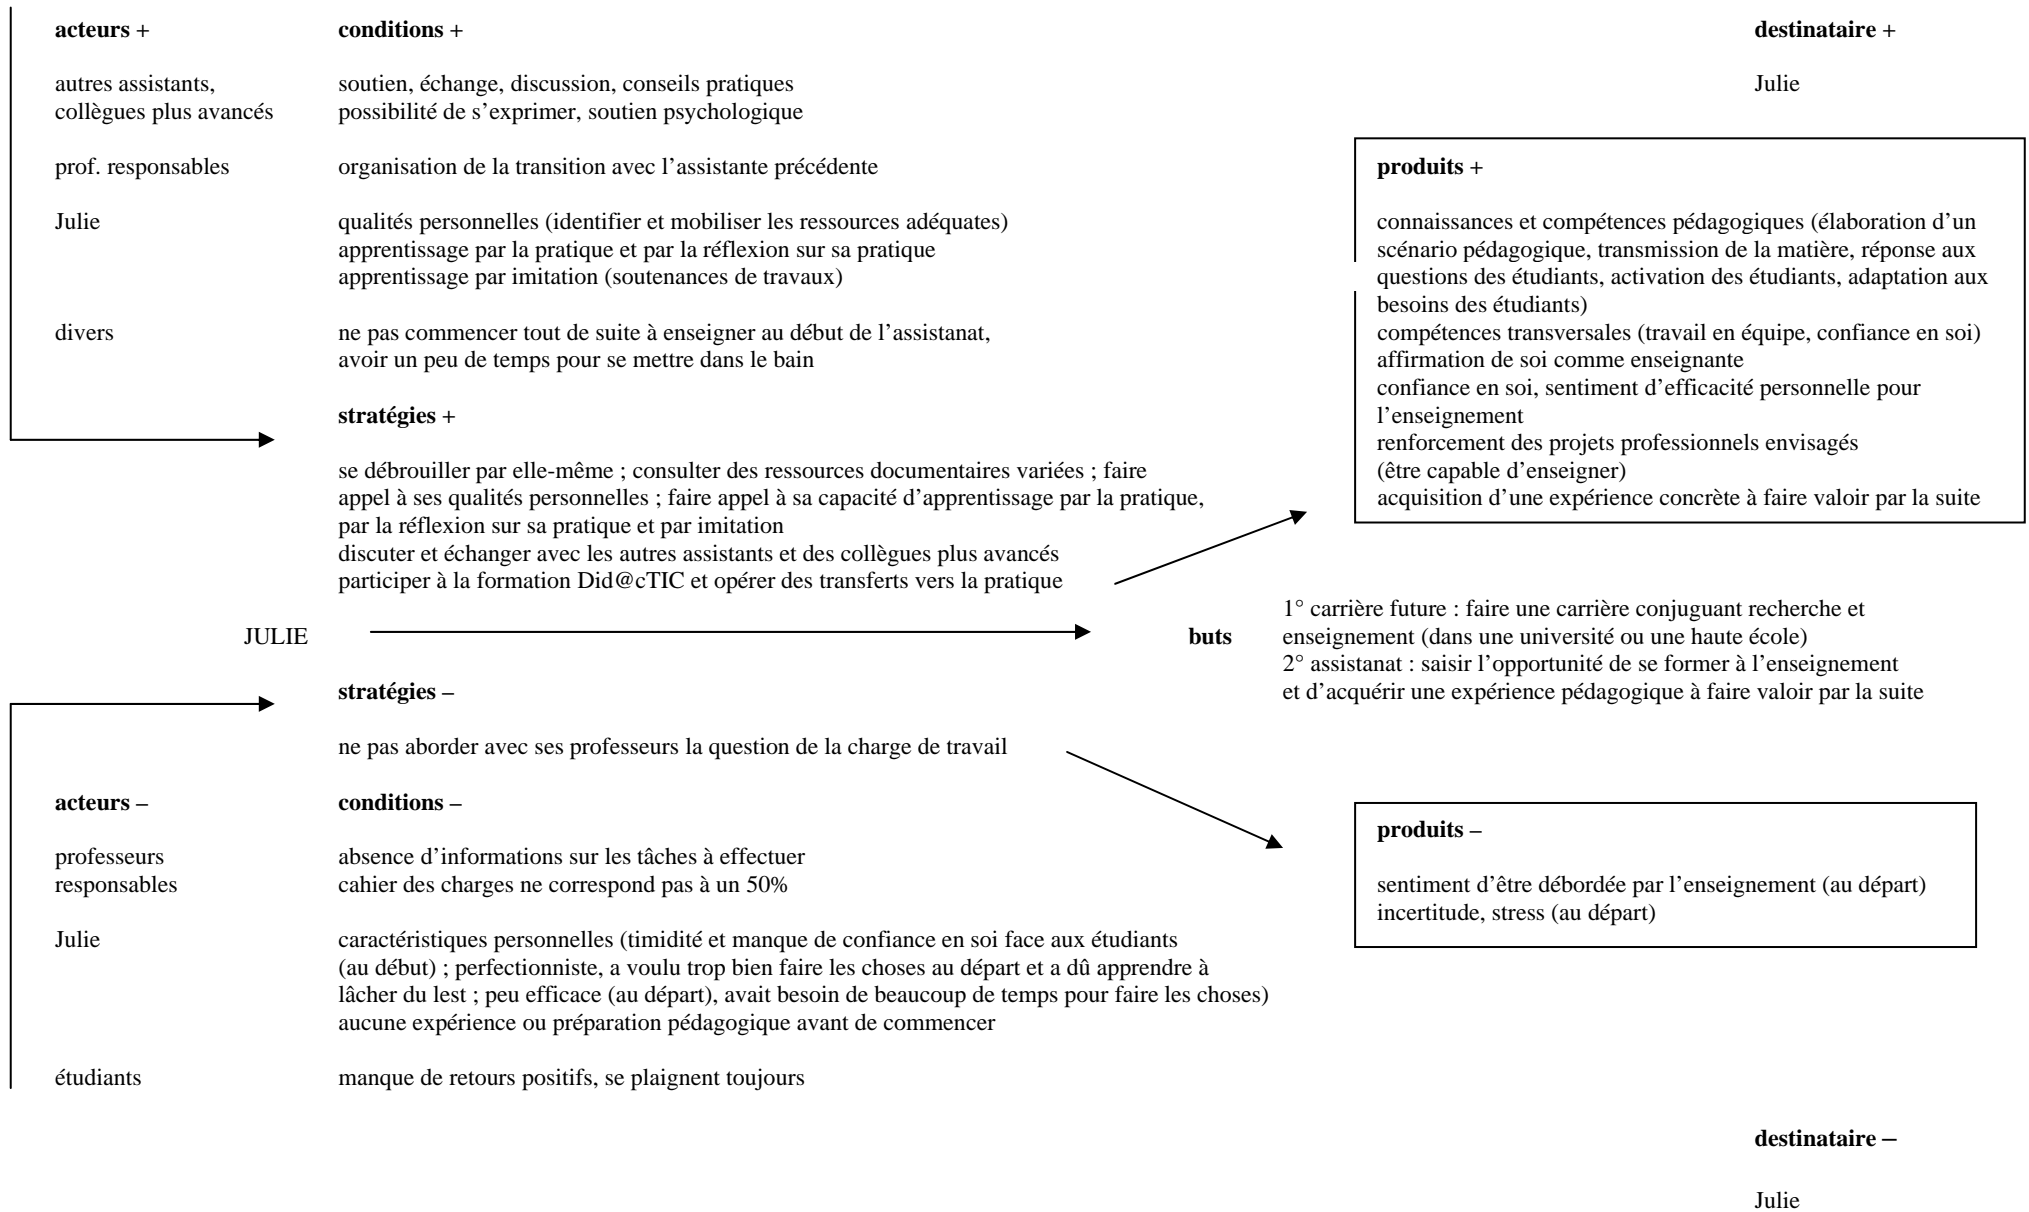 acteurs +
conditions +
destinataire +
autres assistants,
collègues plus avancés
soutien, échange, discussion, conseils pratiques
possibilité de s’exprimer, soutien psychologique
Julie
prof. responsables
organisation de la transition avec l’assistante précédente
Julie
qualités personnelles (identifier et mobiliser les ressources adéquates)
apprentissage par la pratique et par la réflexion sur sa pratique
apprentissage par imitation (soutenances de travaux)
divers
ne pas commencer tout de suite à enseigner au début de l’assistanat,
avoir un peu de temps pour se mettre dans le bain
produits +
connaissances et compétences pédagogiques (élaboration d’un
scénario pédagogique, transmission de la matière, réponse aux
questions des étudiants, activation des étudiants, adaptation aux
besoins des étudiants)
compétences transversales (travail en équipe, confiance en soi)
affirmation de soi comme enseignante
confiance en soi, sentiment d’efficacité personnelle pour
l’enseignement
renforcement des projets professionnels envisagés
(être capable d’enseigner)
acquisition d’une expérience concrète à faire valoir par la suite
stratégies +
se débrouiller par elle-même ; consulter des ressources documentaires variées ; faire
appel à ses qualités personnelles ; faire appel à sa capacité d’apprentissage par la pratique,
par la réflexion sur sa pratique et par imitation
discuter et échanger avec les autres assistants et des collègues plus avancés
participer à la formation Did@cTIC et opérer des transferts vers la pratique
JULIE
buts
1° carrière future : faire une carrière conjuguant recherche et
enseignement (dans une université ou une haute école)
2° assistanat : saisir l’opportunité de se former à l’enseignement
et d’acquérir une expérience pédagogique à faire valoir par la suite
stratégies –
ne pas aborder avec ses professeurs la question de la charge de travail
acteurs –
conditions –
professeurs
responsables
absence d’informations sur les tâches à effectuer
cahier des charges ne correspond pas à un 50%
Julie
caractéristiques personnelles (timidité et manque de confiance en soi face aux étudiants
(au début) ; perfectionniste, a voulu trop bien faire les choses au départ et a dû apprendre à
lâcher du lest ; peu efficace (au départ), avait besoin de beaucoup de temps pour faire les choses)
aucune expérience ou préparation pédagogique avant de commencer
étudiants
manque de retours positifs, se plaignent toujours
produits –
sentiment d’être débordée par l’enseignement (au départ)
incertitude, stress (au départ)
destinataire –
Julie